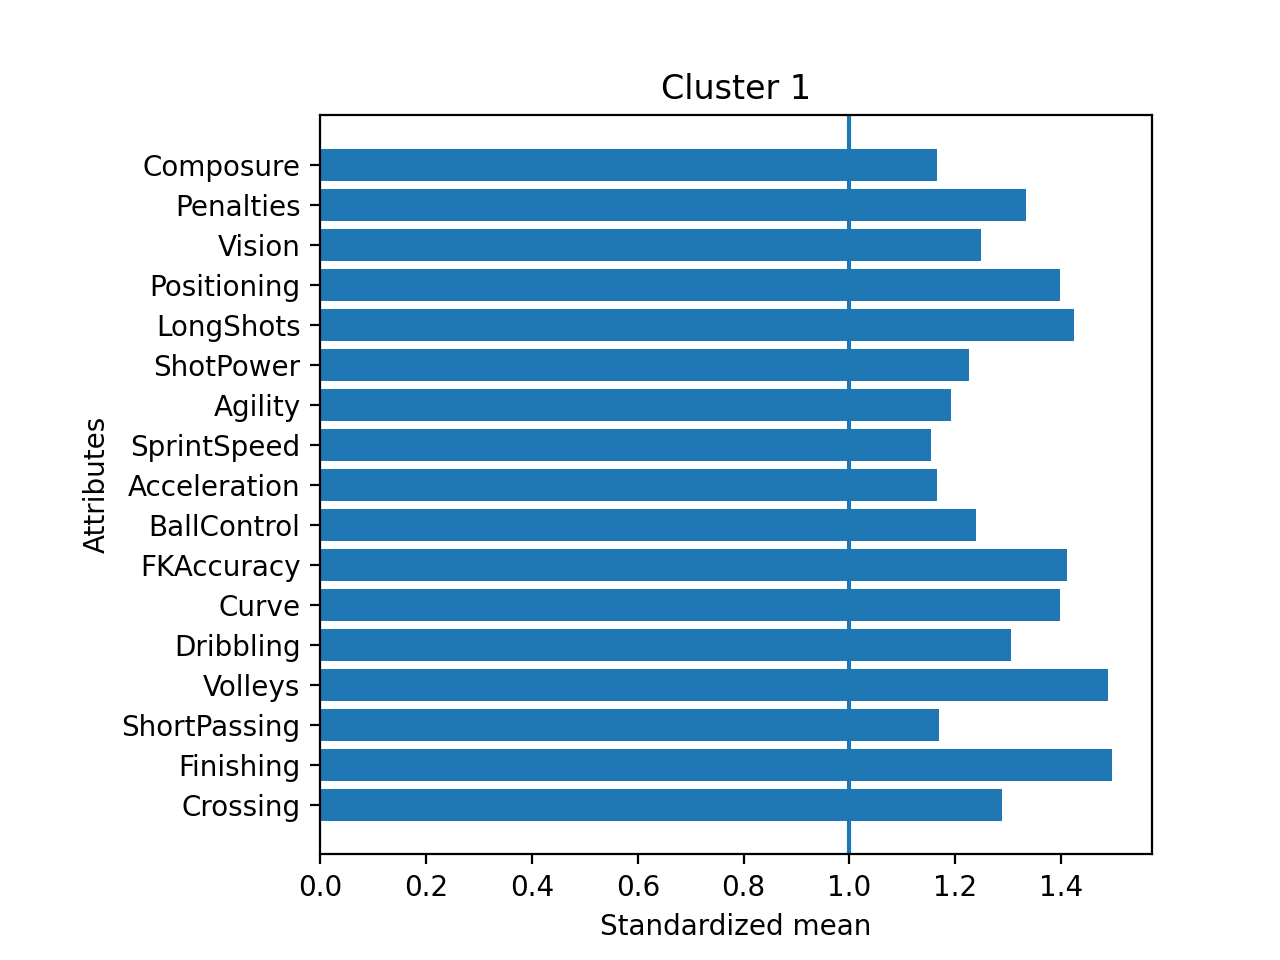 Cluster 1
Composure
Penalties
Vision
Positioning
LongShots
ShotPower
Agility
SprintSpeed
Acceleration
BallControl
FKAccuracy
Curve
Dribbling
Volleys
ShortPassing
Finishing
Crossing
Attributes
0.0 0.2 0.4 0.6 0.8 1.0 1.2 1.4
Standardized mean